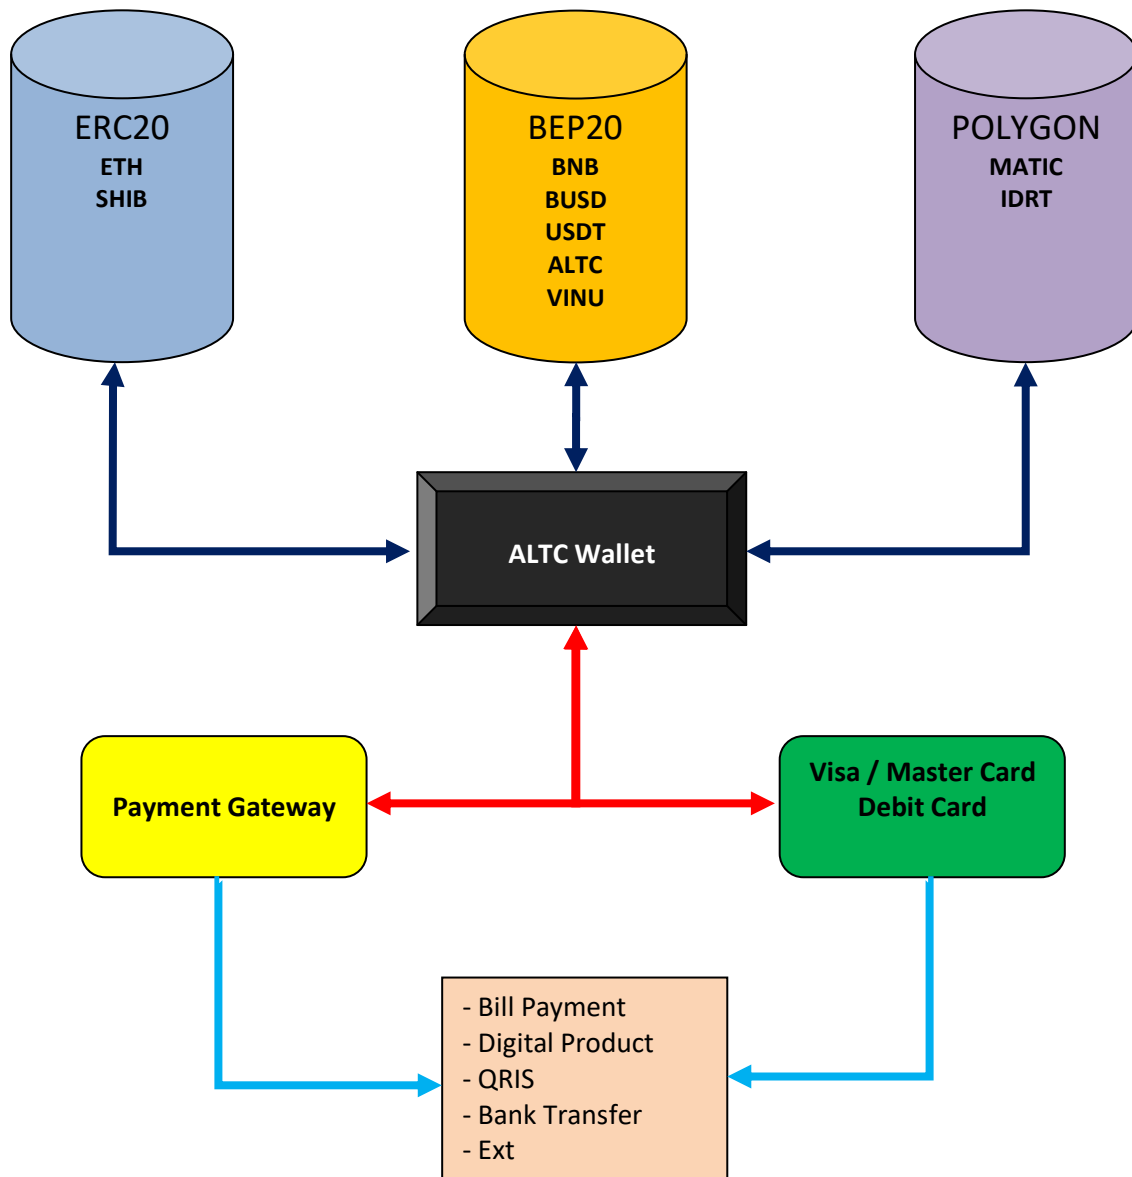 ERC20
ETH
SHIB
BEP20
BNB
BUSD
USDT
ALTC
VINU
POLYGON
MATIC
IDRT
ALTC Wallet
Payment Gateway
Visa / Master Card
Debit Card
- Bill Payment
- Digital Product
- QRIS
- Bank Transfer
- Ext